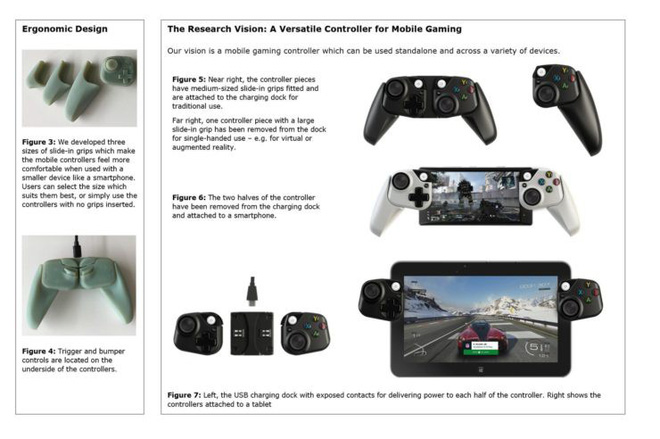 Ergonomic Design
Figure 3: We developed three
sizes of slide-in grips which make
the mobile controllers feel more
comfortable when used with a
smaller device like a smartphone.
Users can select the size which
suits them best, or simply use the
controllers with no grips inserted.
Figure 4: Trigger and bumper
controls are located on the
underside of the controllers.
The Research Vision: A Versatile Controller for Mobile Gaming
Our vision is a mobile gaming controller which can be used standalone and across a variety of devices.
Figure 5: Near right, the controller pieces
have medium-sized slide-in grips fitted and
are attached to the charging dock for
traditional use.
Far right, one controller piece with a large
slide-in grip has been removed from the dock
for single-handed use – e.g. for virtual or
augmented reality.
Figure 6: The two halves of the controller
have been removed from the charging dock
and attached to a smartphone.
Figure 7: Left, the USB charging dock with exposed contacts for delivering power to each half of the controller. Right shows the
controllers attached to a tablet